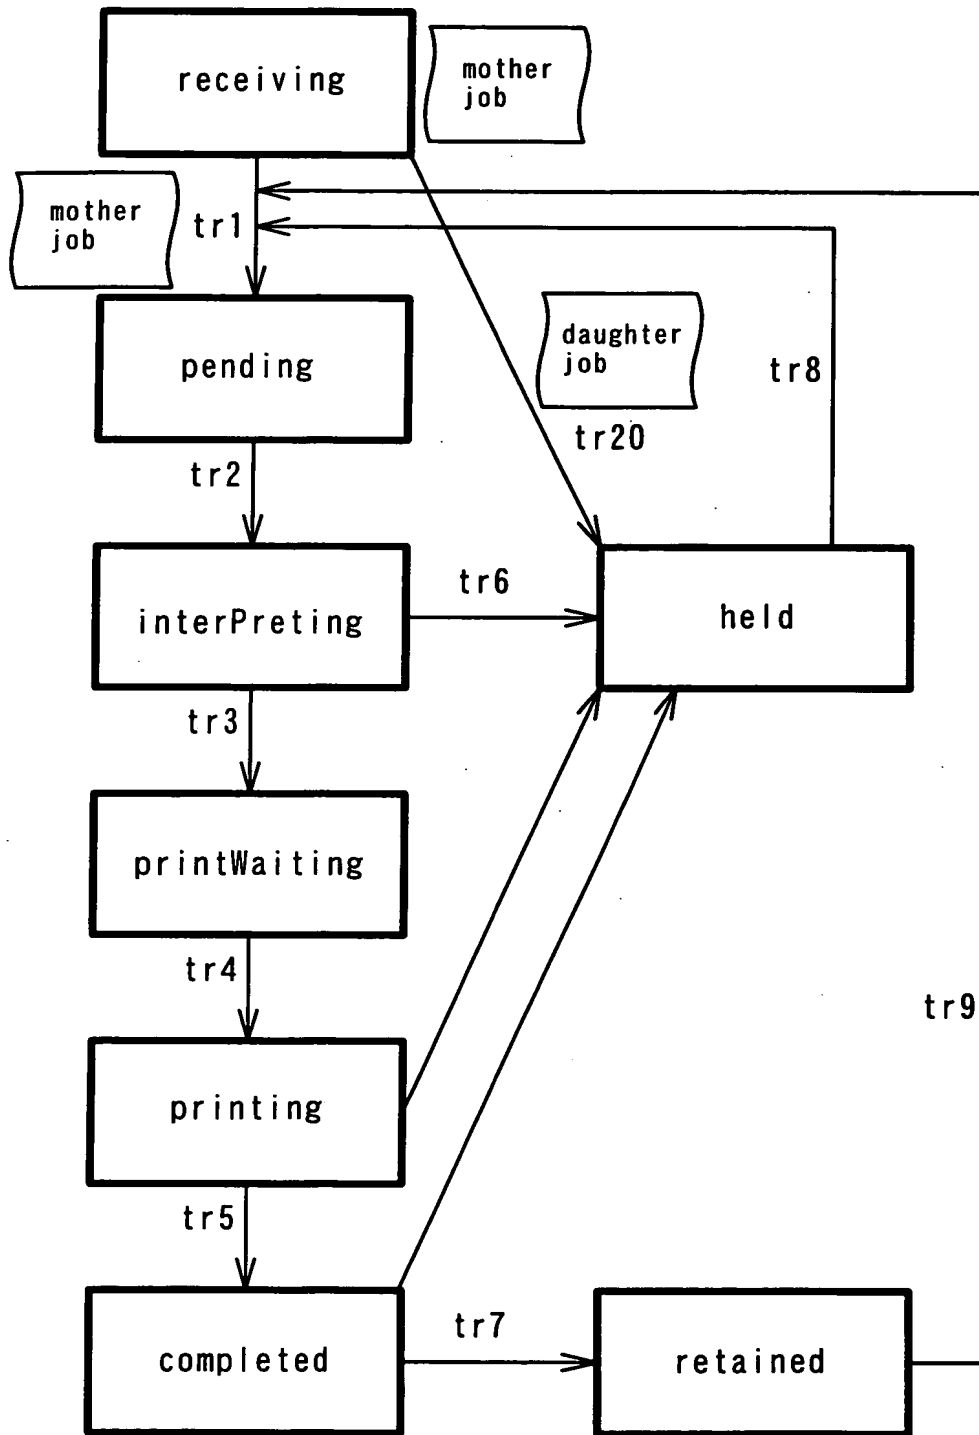 receiving
mother
job
mother
job
tr1
pending
daughter
job
tr8
tr20
tr2
interPreting
tr6
held
tr3
printWaiting
tr4
tr9
printing
tr5
completed
tr7
retained